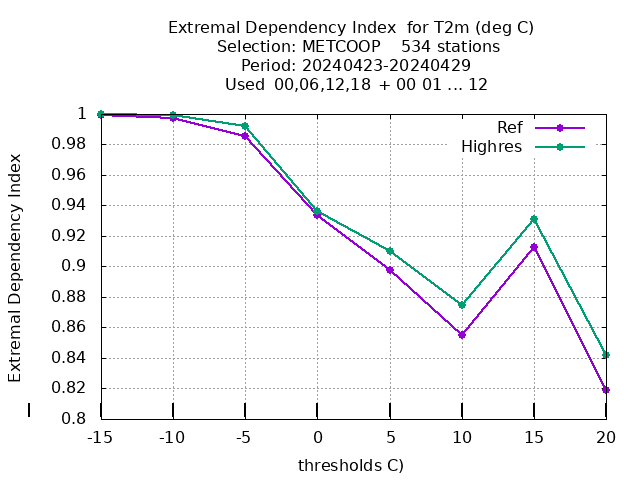 Extremal Dependency Index for T2m (deg C)
Selection: METCOOP 534 stations
Period: 20240423-20240429
Used 00,06,12,18 + 00 01 ... 12
Ref
Highres
Extremal Dependency Index
1
0.98
0.96
0.94
0.92
0.9
0.88
0.86
0.84
0.82
0.8
-15 -10 -5 0 5 10 15 20
thresholds C)